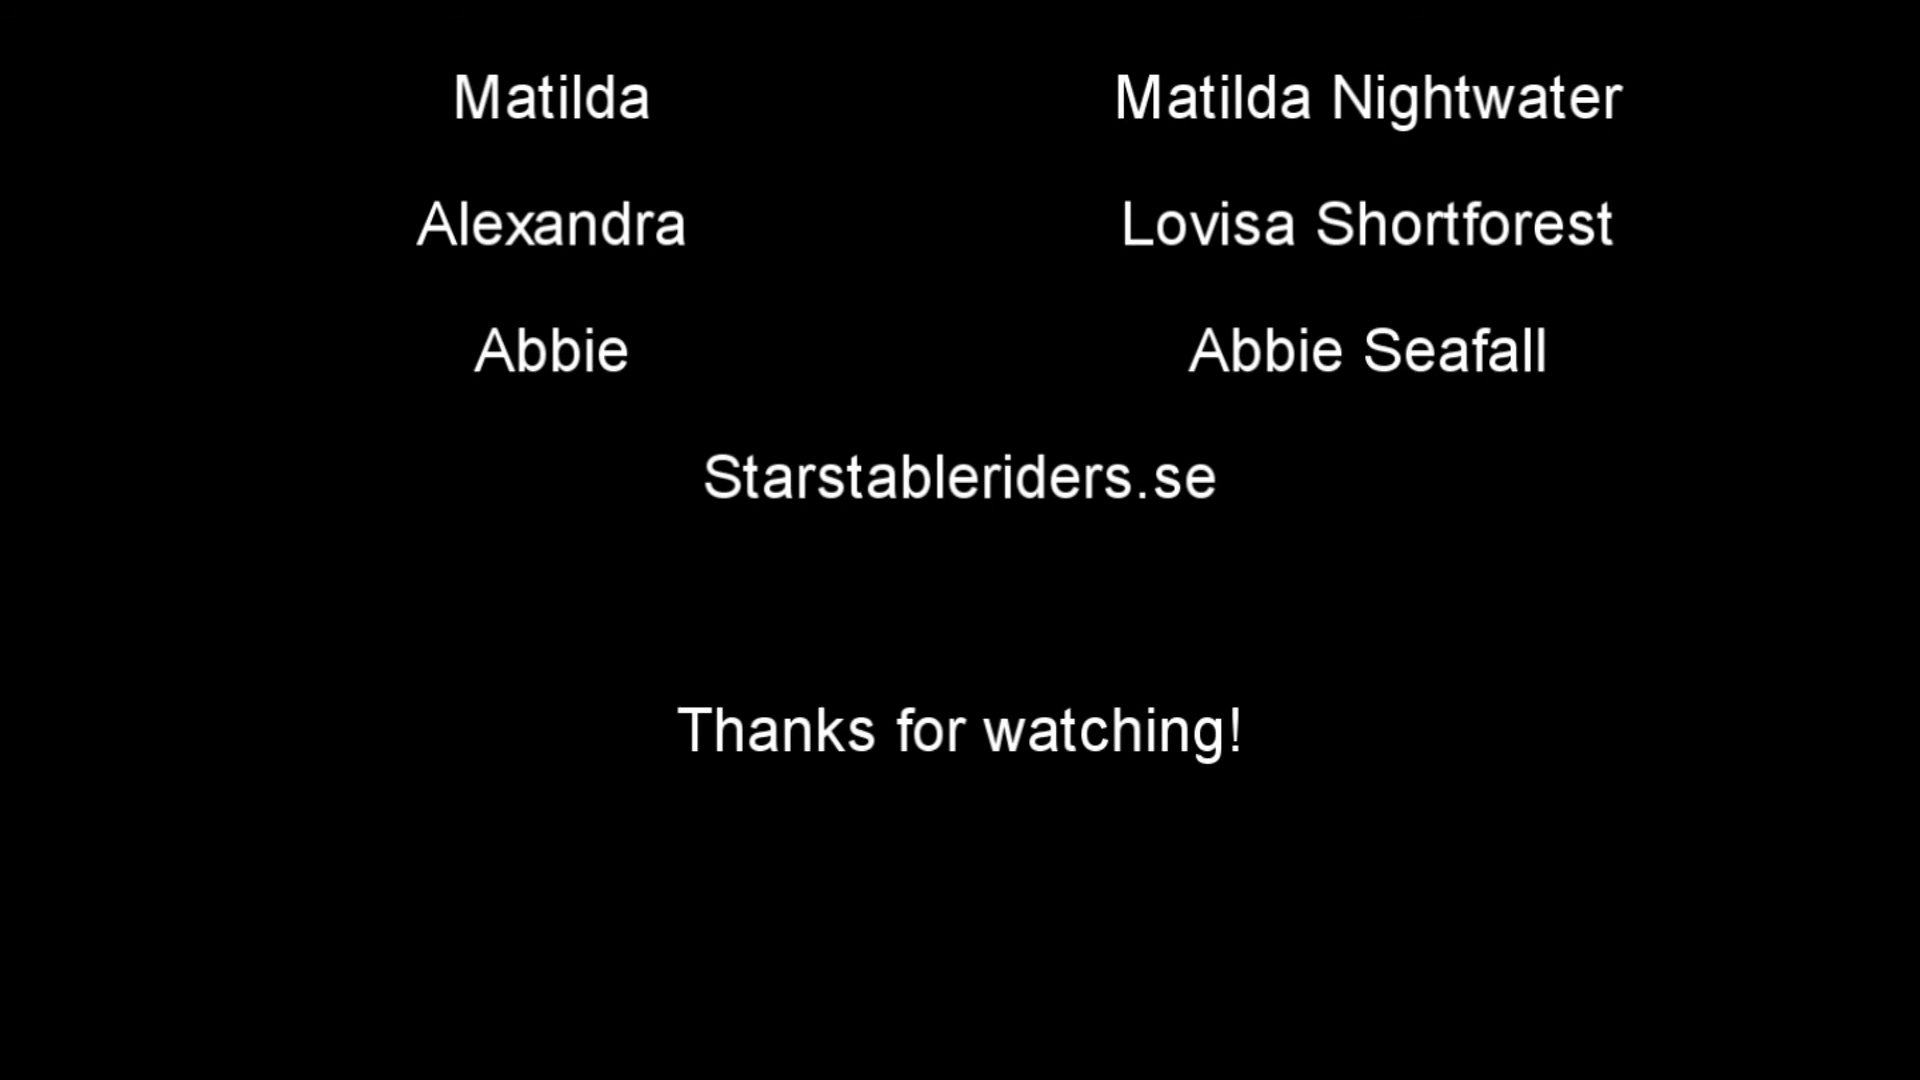 Matilda Matilda Nightwater
Alexandra Lovisa Shortforest
Abbie Abbie Seafall
Starstableriders.se
Thanks for watching!